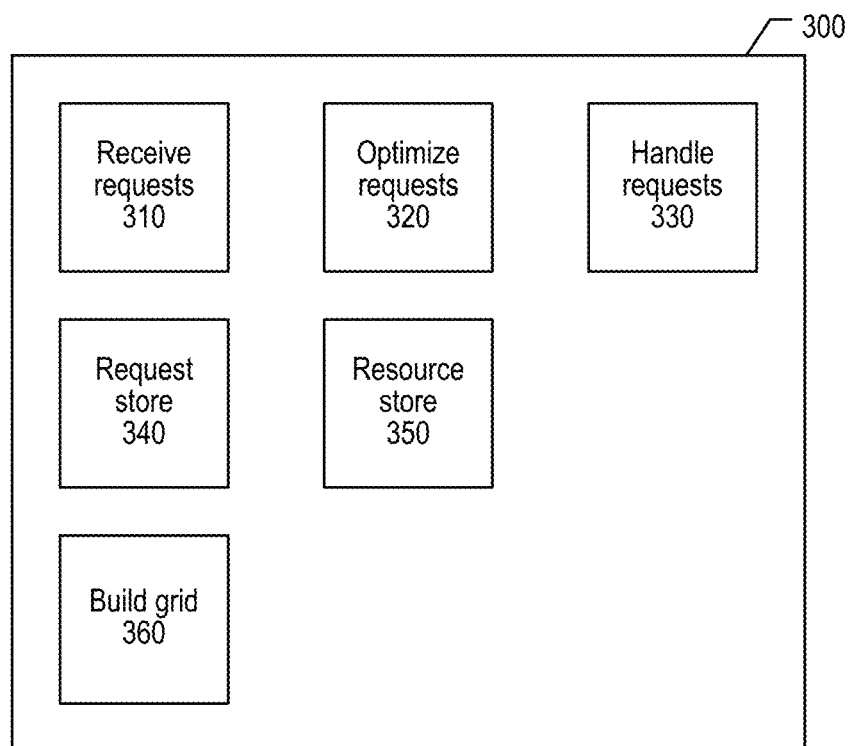 300
Receive
requests
310
Optimize
requests
320
Handle
requests
330
Request
store
340
Resource
store
350
Build grid
360